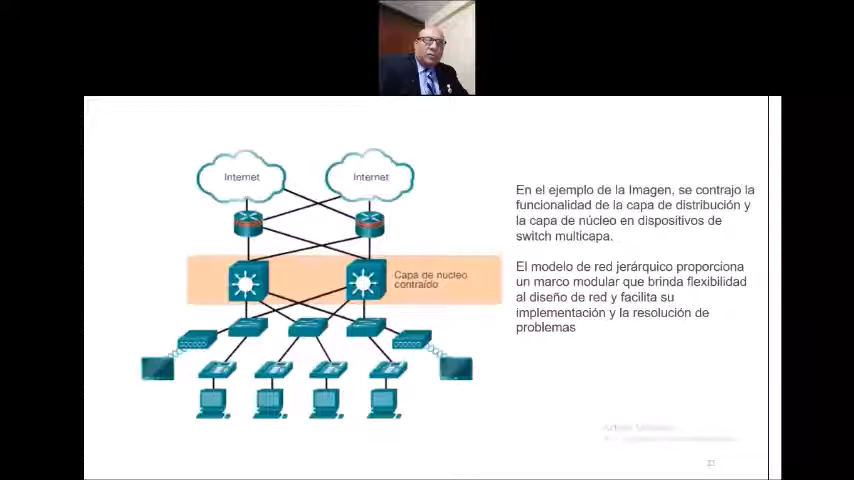 Internet
Internet
Capa de nucleo
contraído
En el ejemplo de la Imagen, se contrajo la
funcionalidad de la capa de distribución y
la capa de núcleo en dispositivos de
switch multicapa.
El modelo de red jerárquico proporciona
un marco modular que brinda flexibilidad
al diseño de red y facilita su
implementación y la resolución de
problemas